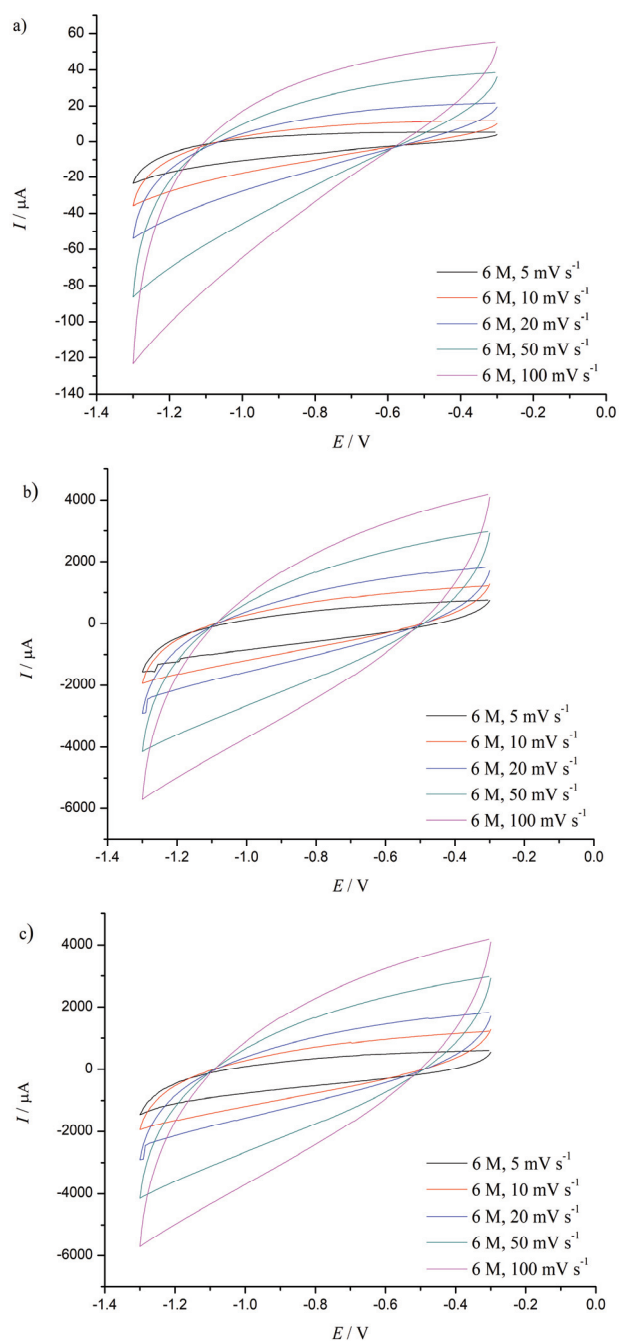 a)
60
40
20
0
-20
-40
-60
-80
-100
-120
-140
I / µA
6 M, 5 mV s⁻¹
6 M, 10 mV s⁻¹
6 M, 20 mV s⁻¹
6 M, 50 mV s⁻¹
6 M, 100 mV s⁻¹
-1.4 -1.2 -1.0 -0.8 -0.6 -0.4 -0.2 0.0
E / V
b)
4000
2000
0
-2000
-4000
-6000
I / µA
6 M, 5 mV s⁻¹
6 M, 10 mV s⁻¹
6 M, 20 mV s⁻¹
6 M, 50 mV s⁻¹
6 M, 100 mV s⁻¹
-1.4 -1.2 -1.0 -0.8 -0.6 -0.4 -0.2 0.0
E / V
c)
4000
2000
0
-2000
-4000
-6000
I / µA
6 M, 5 mV s⁻¹
6 M, 10 mV s⁻¹
6 M, 20 mV s⁻¹
6 M, 50 mV s⁻¹
6 M, 100 mV s⁻¹
-1.4 -1.2 -1.0 -0.8 -0.6 -0.4 -0.2 0.0
E / V